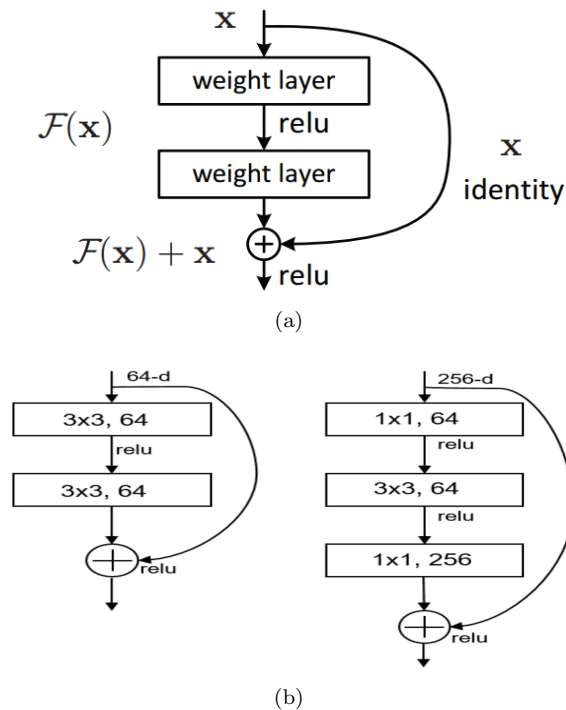 x
weight layer
F(x)
relu
x
weight layer
identity
F(x) + x
relu
(a)
64-d
3x3, 64
relu
3x3, 64
relu
256-d
1x1, 64
relu
3x3, 64
relu
1x1, 256
relu
(b)